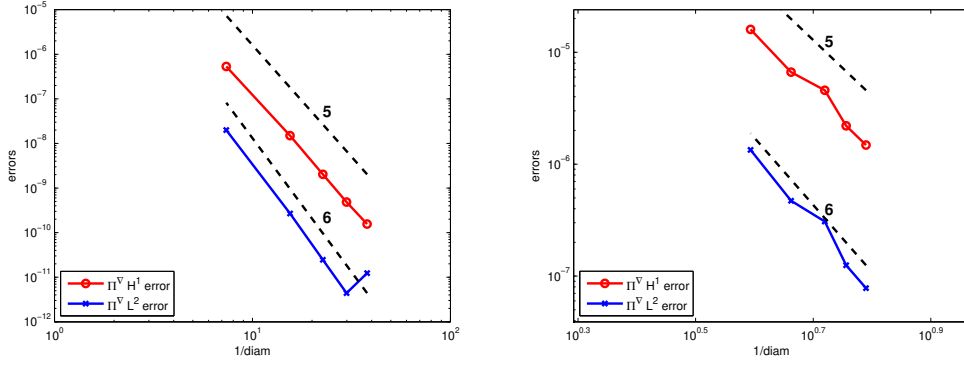 10^-5
10^-6
10^-7
10^-8
10^-9
10^-10
10^-11
10^-12
errors
5
6
Π^∇ H^1 error
Π^∇ L^2 error
10^0
10^1
10^2
1/diam
10^-5
10^-6
10^-7
errors
5
6
Π^∇ H^1 error
Π^∇ L^2 error
10^0.3
10^0.5
10^0.7
10^0.9
1/diam